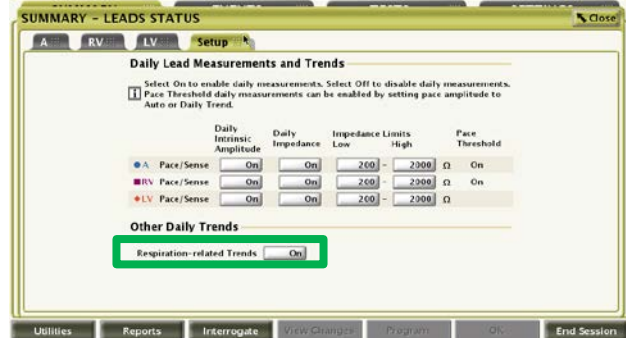 SUMMARY - LEADS STATUS
Close
A RV LV Setup
Daily Lead Measurements and Trends
Select On to enable daily measurements. Select Off to disable daily measurements.
Pace Threshold daily measurements can be enabled by setting pace amplitude to
Auto or Daily Trend.
Daily Intrinsic Amplitude Daily Impedance Impedance Limits Low High Pace Threshold
A Pace/Sense On On 200 - 2000 Ω On
RV Pace/Sense On On 200 - 2000 Ω On
LV Pace/Sense On On 200 - 2000 Ω
Other Daily Trends
Respiration-related Trends On
Utilities Reports Interrogate View Changes Program OK End Session